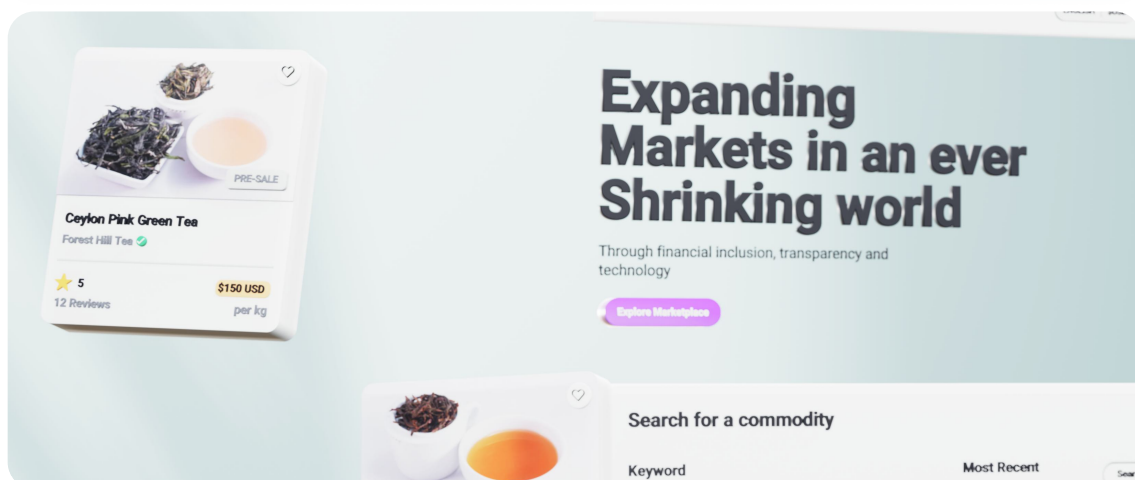 Expanding
Markets in an ever
Shrinking world
Through financial inclusion, transparency and
technology
Explore Marketplace
PRE-SALE
Ceylon Pink Green Tea
Forest Hill Tea
5
$150 USD
12 Reviews
per kg
Search for a commodity
Keyword
Most Recent